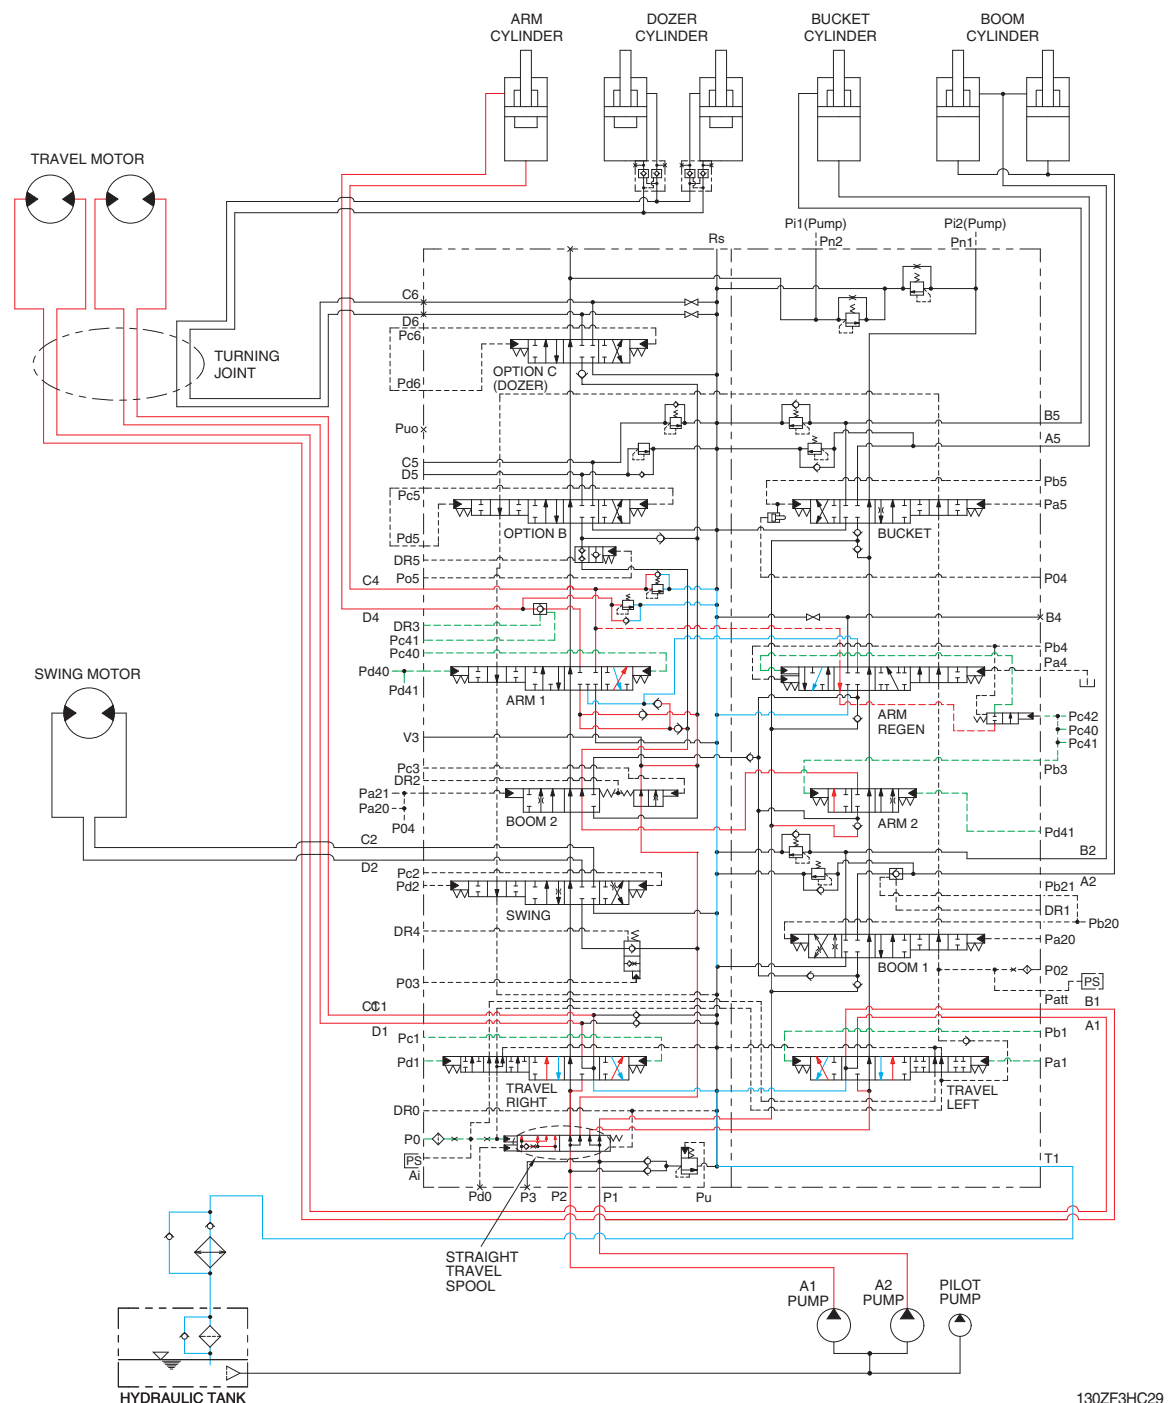 ARM
CYLINDER
DOZER
CYLINDER
BUCKET
CYLINDER
BOOM
CYLINDER
TRAVEL MOTOR
TURNING
JOINT
Rs
Pi1(Pump)
Pn2
Pi2(Pump)
Pn1
C6
D6
Pc6
Pd6
OPTION C
(DOZER)
Puo
C5
D5
Pc5
Pd5
OPTION B
DR5
Po5
B5
A5
Pb5
Pa5
BUCKET
P04
C4
D4
DR3
Pc41
Pc40
Pd40
Pd41
ARM 1
B4
Pb4
Pa4
ARM
REGEN
Pc42
Pc40
Pc41
SWING MOTOR
V3
Pc3
DR2
Pa21
Pa20
P04
BOOM 2
Pb3
ARM 2
Pd41
C2
D2
Pc2
Pd2
SWING
B2
A2
Pb21
DR1
Pb20
Pa20
BOOM 1
DR4
P03
P02
PS
Patt
CC1
D1
Pc1
Pd1
TRAVEL
RIGHT
B1
A1
Pb1
Pa1
TRAVEL
LEFT
DR0
P0
PS
Ai
Pd0
P3
P2
P1
Pu
T1
STRAIGHT
TRAVEL
SPOOL
A1
PUMP
A2
PUMP
PILOT
PUMP
HYDRAULIC TANK
130ZF3HC29